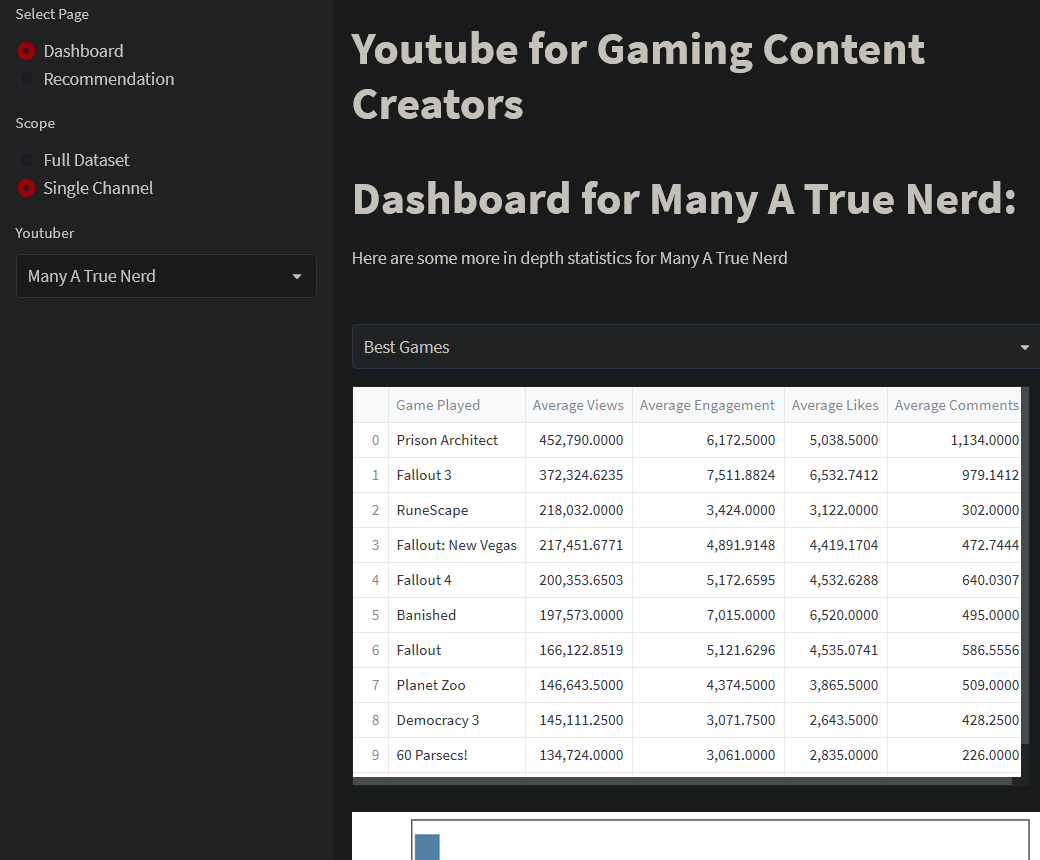 Select Page
Dashboard
Recommendation
Scope
Full Dataset
Single Channel
Youtuber
Many A True Nerd
Youtube for Gaming Content
Creators
Dashboard for Many A True Nerd:
Here are some more in depth statistics for Many A True Nerd
Best Games
Game Played Average Views Average Engagement Average Likes Average Comments
0 Prison Architect 452,790.0000 6,172.5000 5,038.5000 1,134.0000
1 Fallout 3 372,324.6235 7,511.8824 6,532.7412 979.1412
2 RuneScape 218,032.0000 3,424.0000 3,122.0000 302.0000
3 Fallout: New Vegas 217,451.6771 4,891.9148 4,419.1704 472.7444
4 Fallout 4 200,353.6503 5,172.6595 4,532.6288 640.0307
5 Banished 197,573.0000 7,015.0000 6,520.0000 495.0000
6 Fallout 166,122.8519 5,121.6296 4,535.0741 586.5556
7 Planet Zoo 146,643.5000 4,374.5000 3,865.5000 509.0000
8 Democracy 3 145,111.2500 3,071.7500 2,643.5000 428.2500
9 60 Parsecs! 134,724.0000 3,061.0000 2,835.0000 226.0000